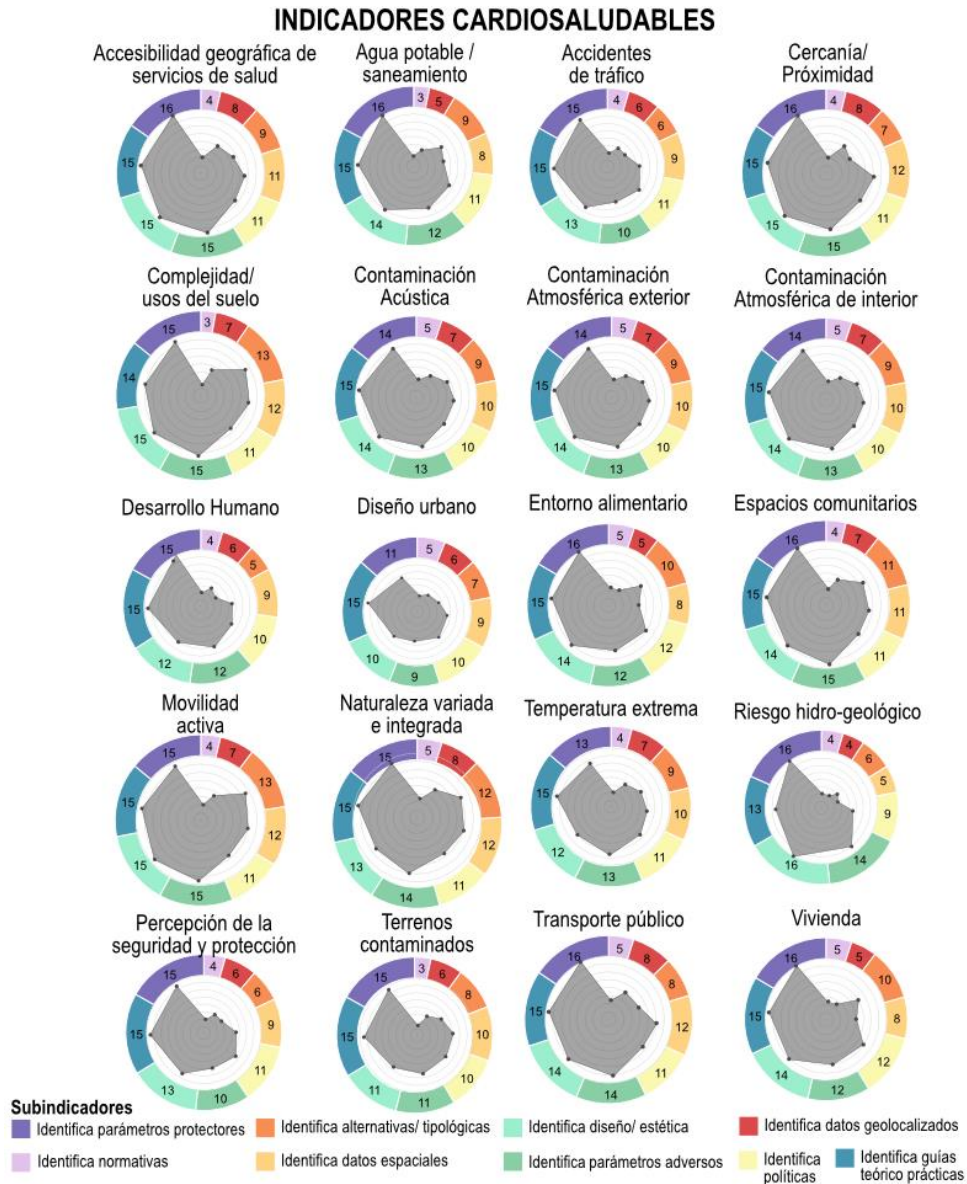 INDICADORES CARDIOSALUDABLES
Accesibilidad geográfica de
servicios de salud
16 4 8 9 11 11 15 15 15
Agua potable /
saneamiento
16 3 5 9 8 11 12 14 15
Accidentes
de tráfico
15 4 6 6 9 11 10 13 15
Cercanía/
Próximidad
16 4 8 7 12 11 15 15 15
Complejidad/
usos del suelo
15 3 7 13 12 11 15 15 14
Contaminación
Acústica
14 5 7 9 10 10 13 14 15
Contaminación
Atmosférica exterior
14 5 7 9 10 10 13 14 15
Contaminación
Atmosférica de interior
14 5 7 9 10 10 13 14 15
Desarrollo Humano
15 4 6 5 9 10 12 12 15
Diseño urbano
11 5 6 7 9 10 9 10 15
Entorno alimentario
16 5 5 10 8 12 12 14 15
Espacios comunitarios
16 4 7 11 11 11 15 14 15
Movilidad
activa
15 4 7 13 12 11 15 15 15
Naturaleza variada
e integrada
15 5 8 12 12 11 14 13 15
Temperatura extrema
13 4 7 9 10 11 13 12 15
Riesgo hidro-geológico
16 4 4 6 5 9 14 16 13
Percepción de la
seguridad y protección
15 4 6 6 9 11 10 13 15
Terrenos
contaminados
15 3 6 8 10 10 11 11 15
Transporte público
16 5 8 8 12 11 14 14 15
Vivienda
16 5 5 10 8 12 12 14 15
Subindicadores
Identifica parámetros protectores
Identifica alternativas/ tipológicas
Identifica diseño/ estética
Identifica datos geolocalizados
Identifica normativas
Identifica datos espaciales
Identifica parámetros adversos
Identifica
políticas
Identifica guías
teórico prácticas